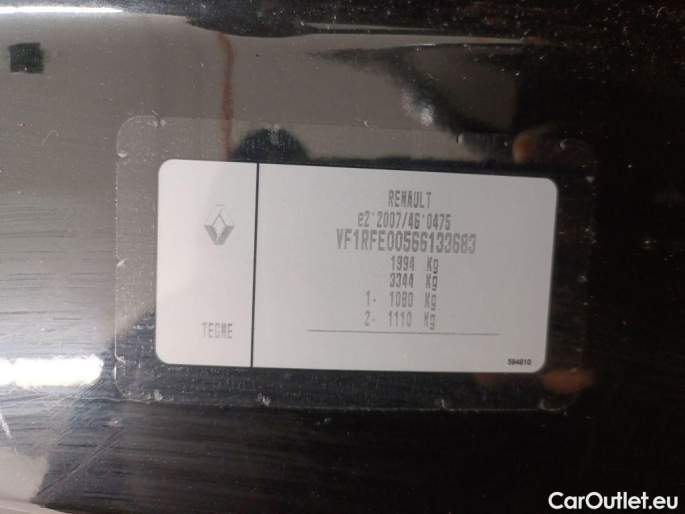 RENAULT
e2*2007/46*0475
VF1RFE00566133683
1994 Kg
3344 Kg
1- 1080 Kg
2- 1110 Kg
TECME
594810
CarOutlet.eu